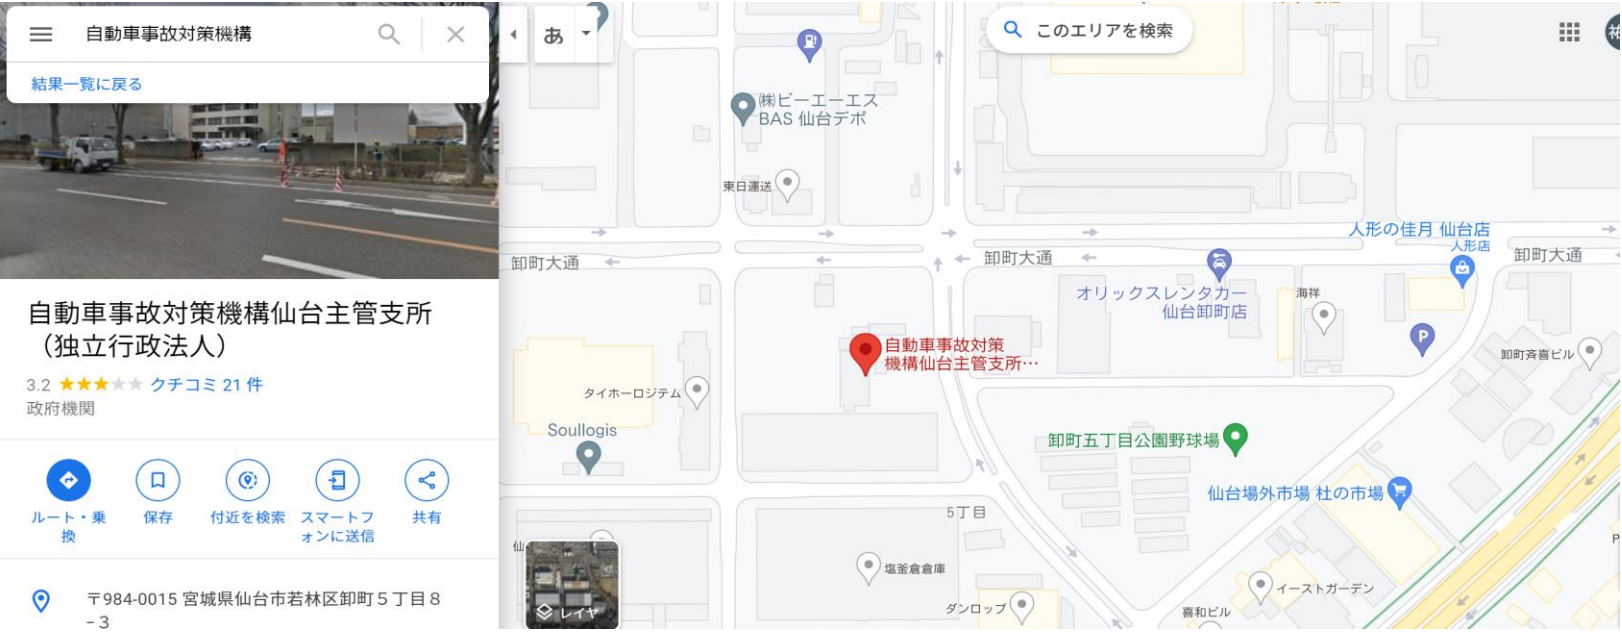 自動車事故対策機構
結果一覧に戻る
自動車事故対策機構仙台主管支所
（独立行政法人）
3.2
クチコミ 21 件
政府機関
ルート・乗
換
保存
付近を検索
スマートフ
ォンに送信
共有
〒984-0015 宮城県仙台市若林区卸町５丁目８
−３
あ
このエリアを検索
㈱ビーエーエス
BAS 仙台デポ
東日運送
卸町大通
卸町大通
人形の佳月 仙台店
人形店
卸町大通
オリックスレンタカー
仙台卸町店
海祥
P
卸町斉喜ビル
自動車事故対策
機構仙台主管支所…
タイホーロジテム
Soullogis
卸町五丁目公園野球場
仙台場外市場 杜の市場
5丁目
塩釜倉倉庫
ダンロップ
イーストガーデン
喜和ビル
仙
レイヤ